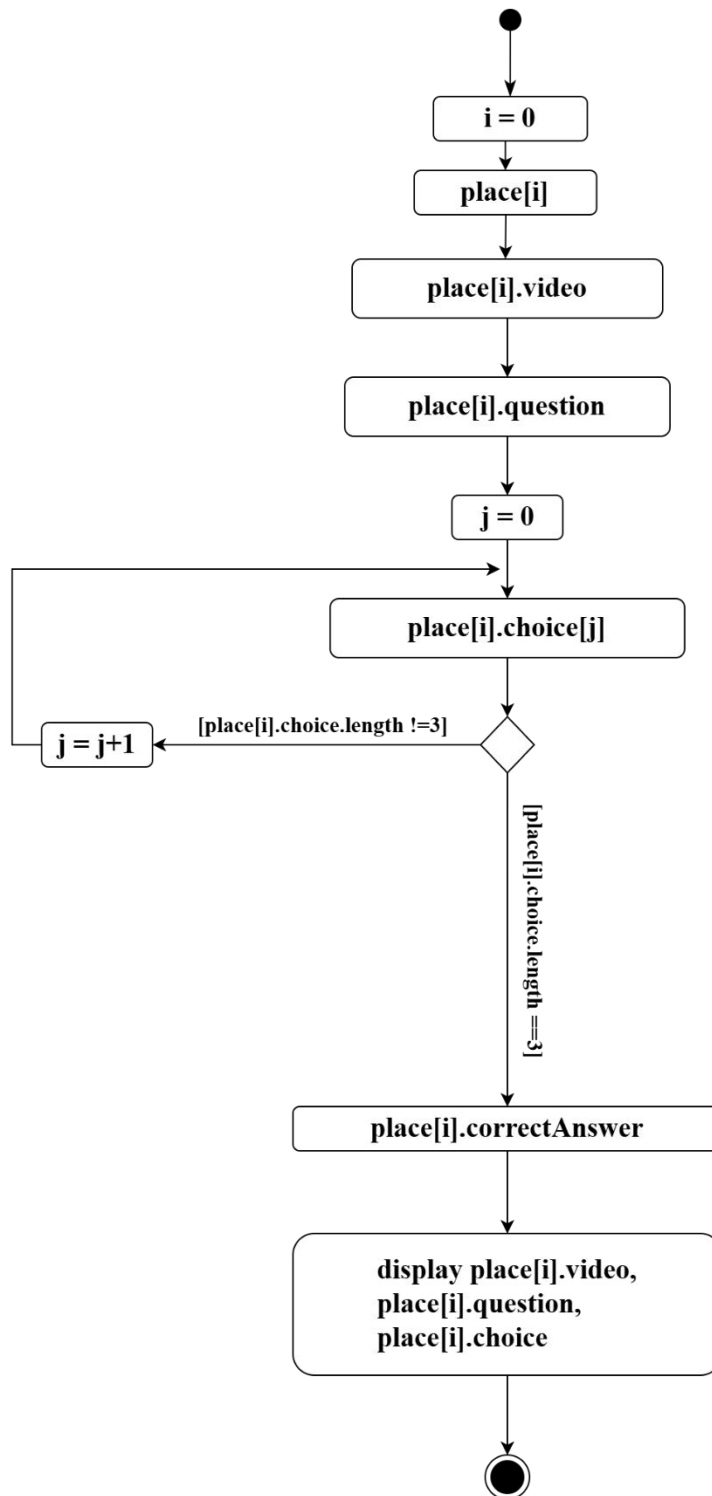 i = 0
place[i]
place[i].video
place[i].question
j = 0
place[i].choice[j]
[place[i].choice.length !=3]
j = j+1
[place[i].choice.length ==3]
place[i].correctAnswer
display place[i].video,
place[i].question,
place[i].choice